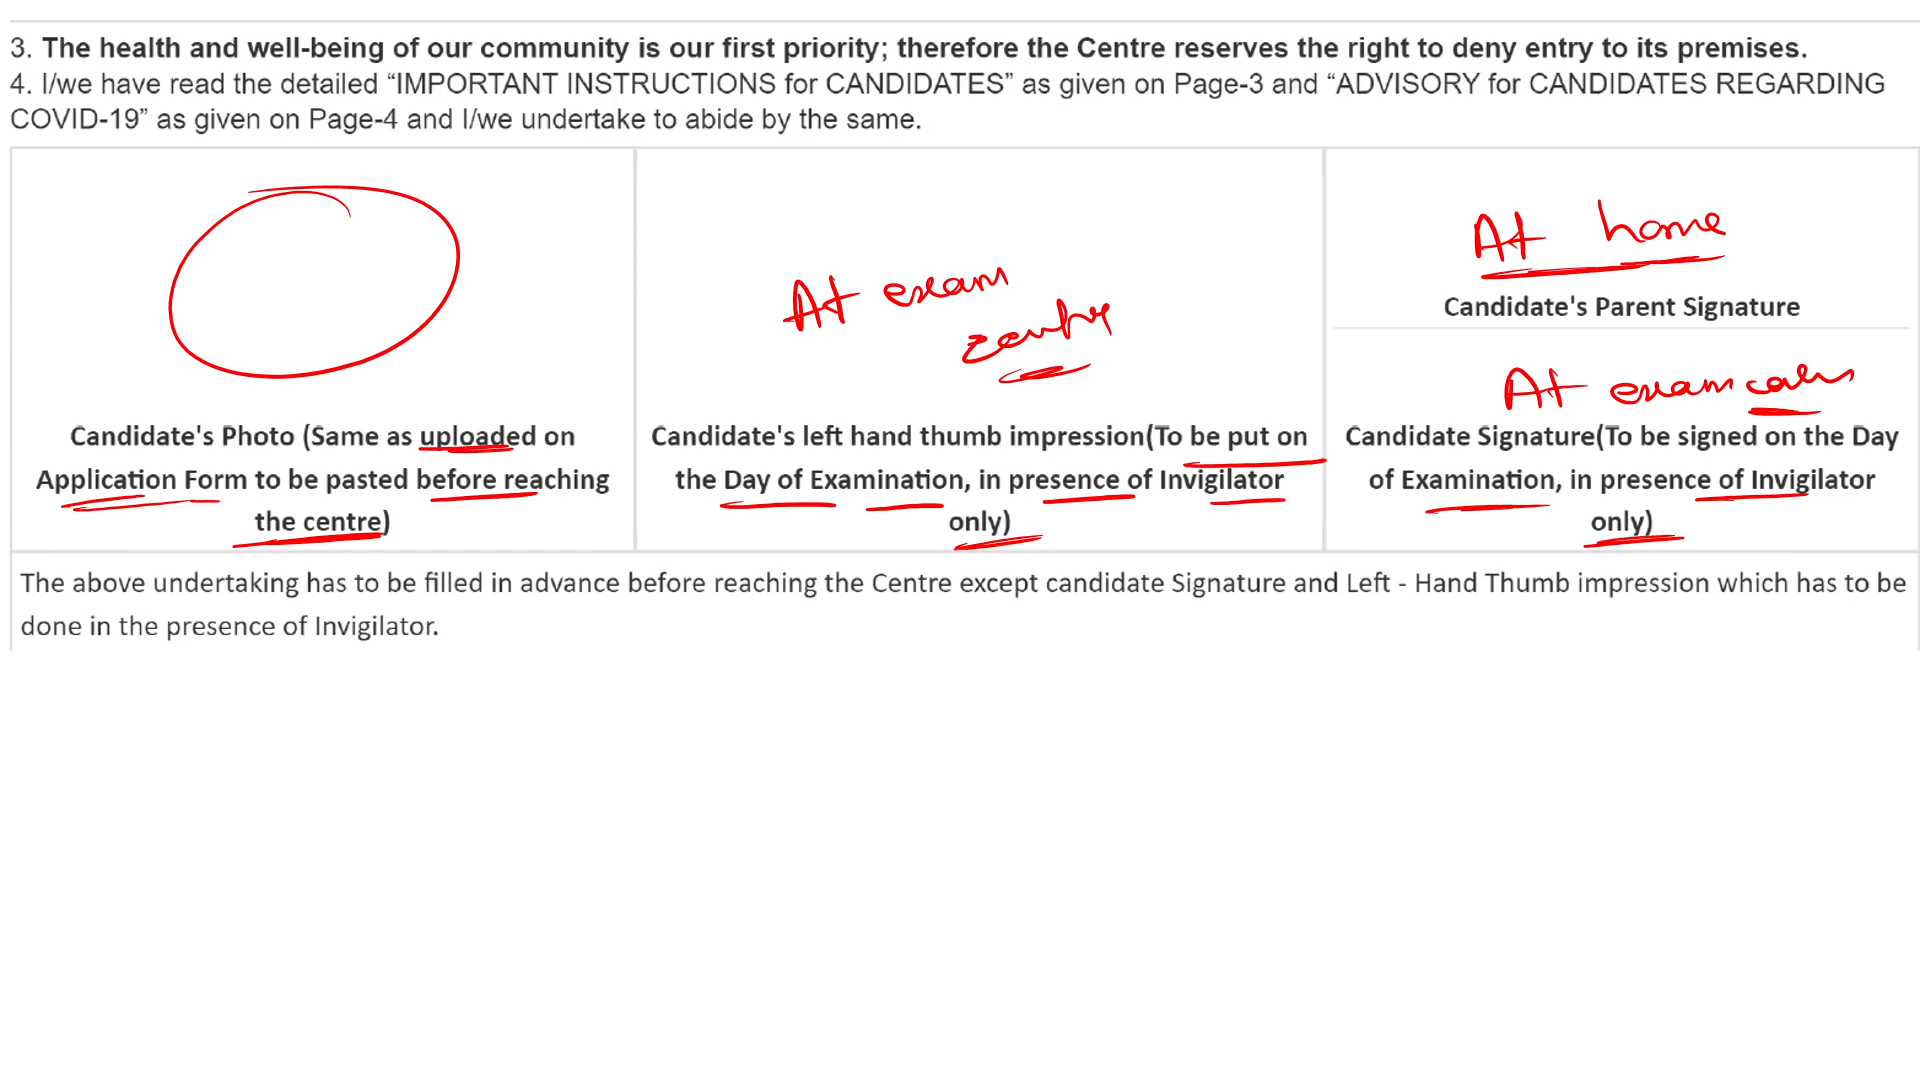 3. The health and well-being of our community is our first priority; therefore the Centre reserves the right to deny entry to its premises.
4. I/we have read the detailed “IMPORTANT INSTRUCTIONS for CANDIDATES” as given on Page-3 and “ADVISORY for CANDIDATES REGARDING
COVID-19” as given on Page-4 and I/we undertake to abide by the same.
Candidate's Photo (Same as uploaded on
Application Form to be pasted before reaching
the centre)
At exam
Candidate's left hand thumb impression(To be put on
the Day of Examination, in presence of Invigilator
only)
At home
Candidate's Parent Signature
At exam
Candidate Signature(To be signed on the Day
of Examination, in presence of Invigilator
only)
The above undertaking has to be filled in advance before reaching the Centre except candidate Signature and Left - Hand Thumb impression which has to be
done in the presence of Invigilator.